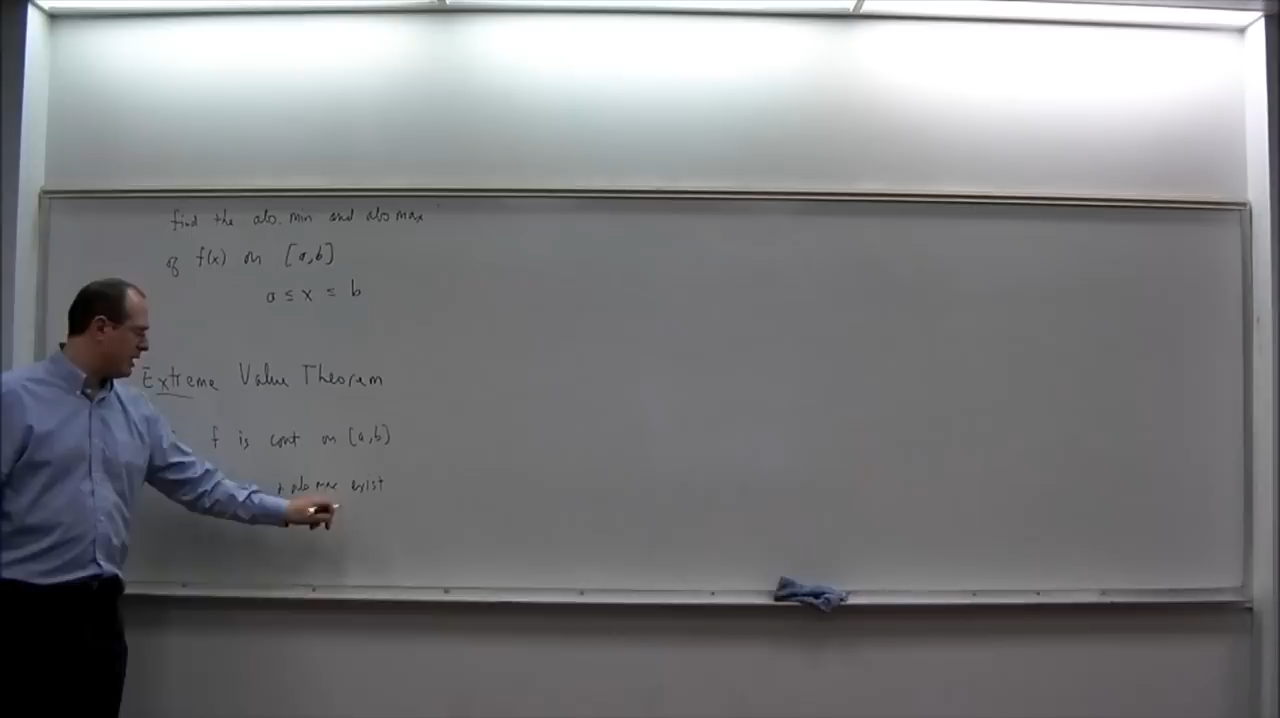 find the abs. min and abs max
of f(x) on [a,b]
a ≤ x ≤ b
Extreme Value Theorem
f is cont on [a,b]
abs max exist